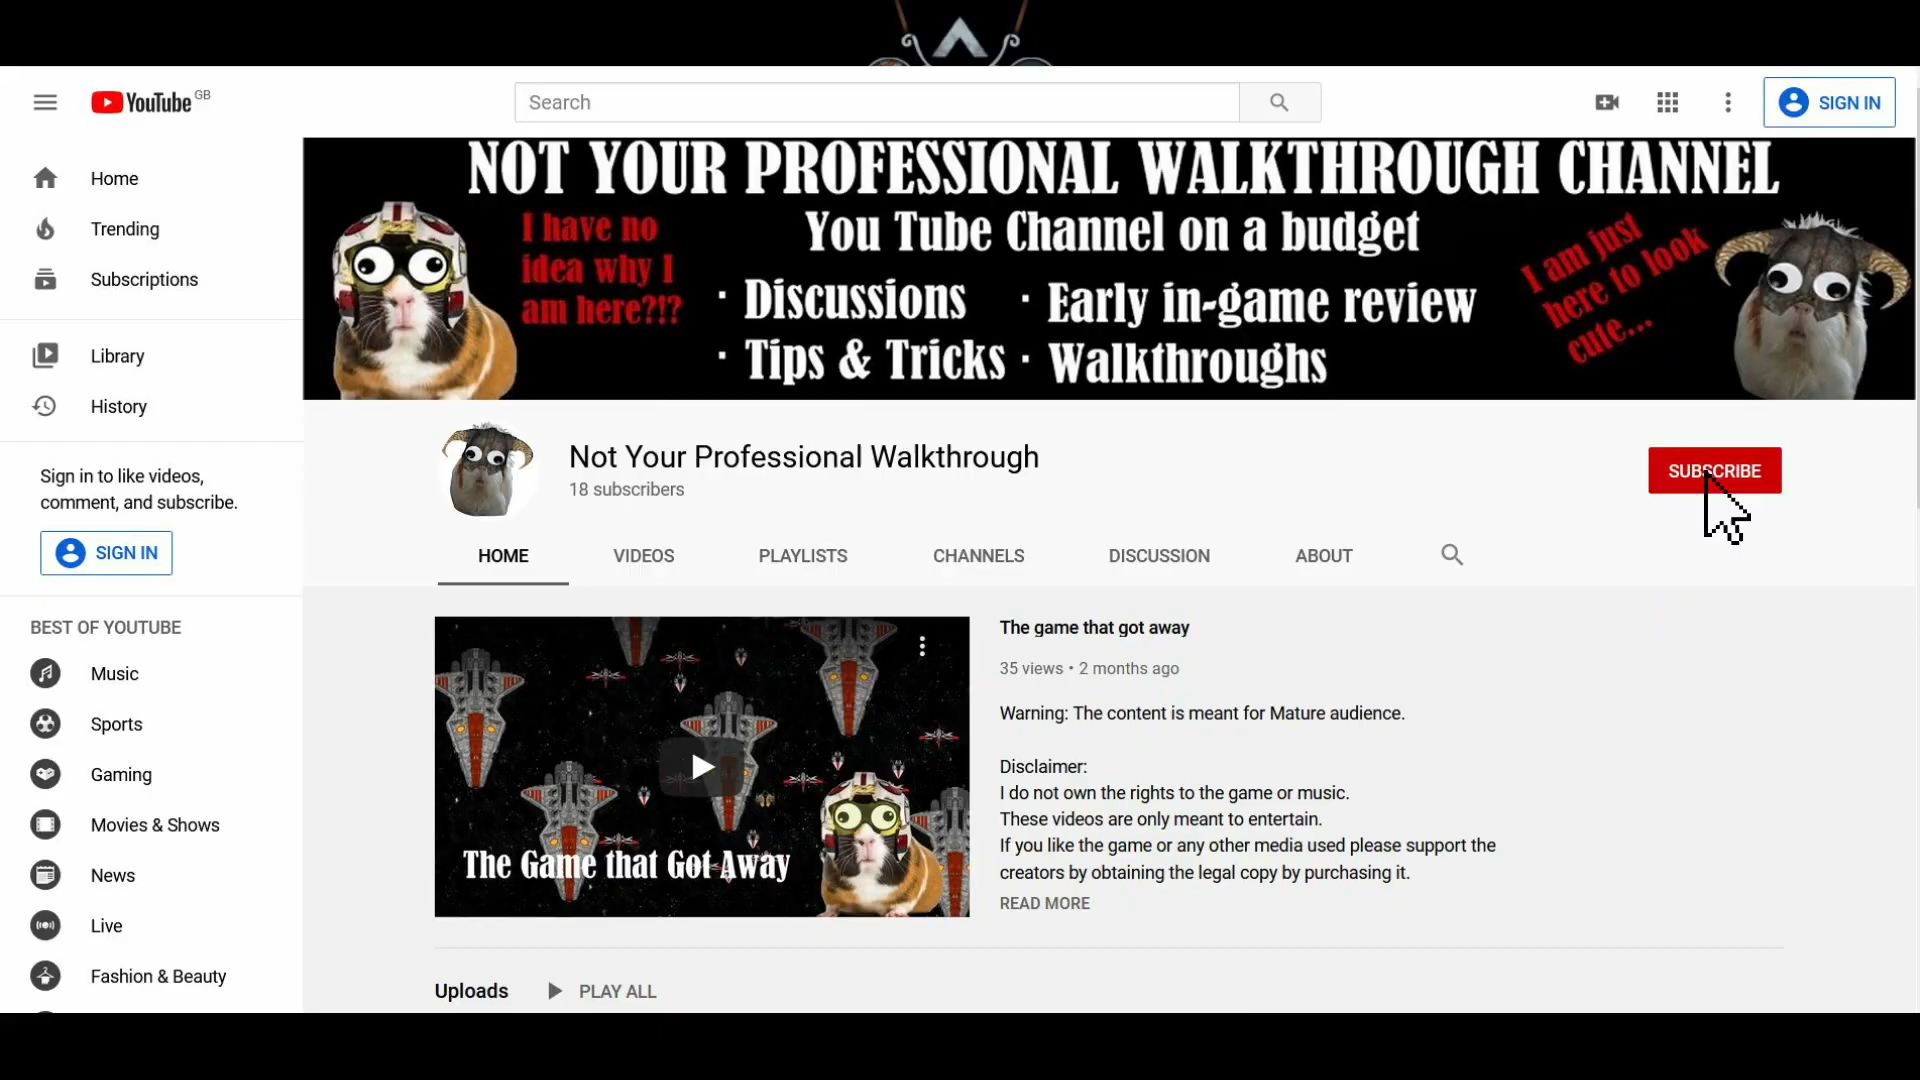 YouTube GB
Search
SIGN IN
Home
Trending
Subscriptions
Library
History
Sign in to like videos,
comment, and subscribe.
SIGN IN
BEST OF YOUTUBE
Music
Sports
Gaming
Movies & Shows
News
Live
Fashion & Beauty
NOT YOUR PROFESSIONAL WALKTHROUGH CHANNEL
You Tube Channel on a budget
I have no
idea why I
am here?!?
· Discussions
· Early in-game review
· Tips & Tricks
· Walkthroughs
I am just
here to look
cute...
Not Your Professional Walkthrough
18 subscribers
SUBSCRIBE
HOME
VIDEOS
PLAYLISTS
CHANNELS
DISCUSSION
ABOUT
The Game that Got Away
The game that got away
35 views • 2 months ago
Warning: The content is meant for Mature audience.
Disclaimer:
I do not own the rights to the game or music.
These videos are only meant to entertain.
If you like the game or any other media used please support the
creators by obtaining the legal copy by purchasing it.
READ MORE
Uploads
PLAY ALL